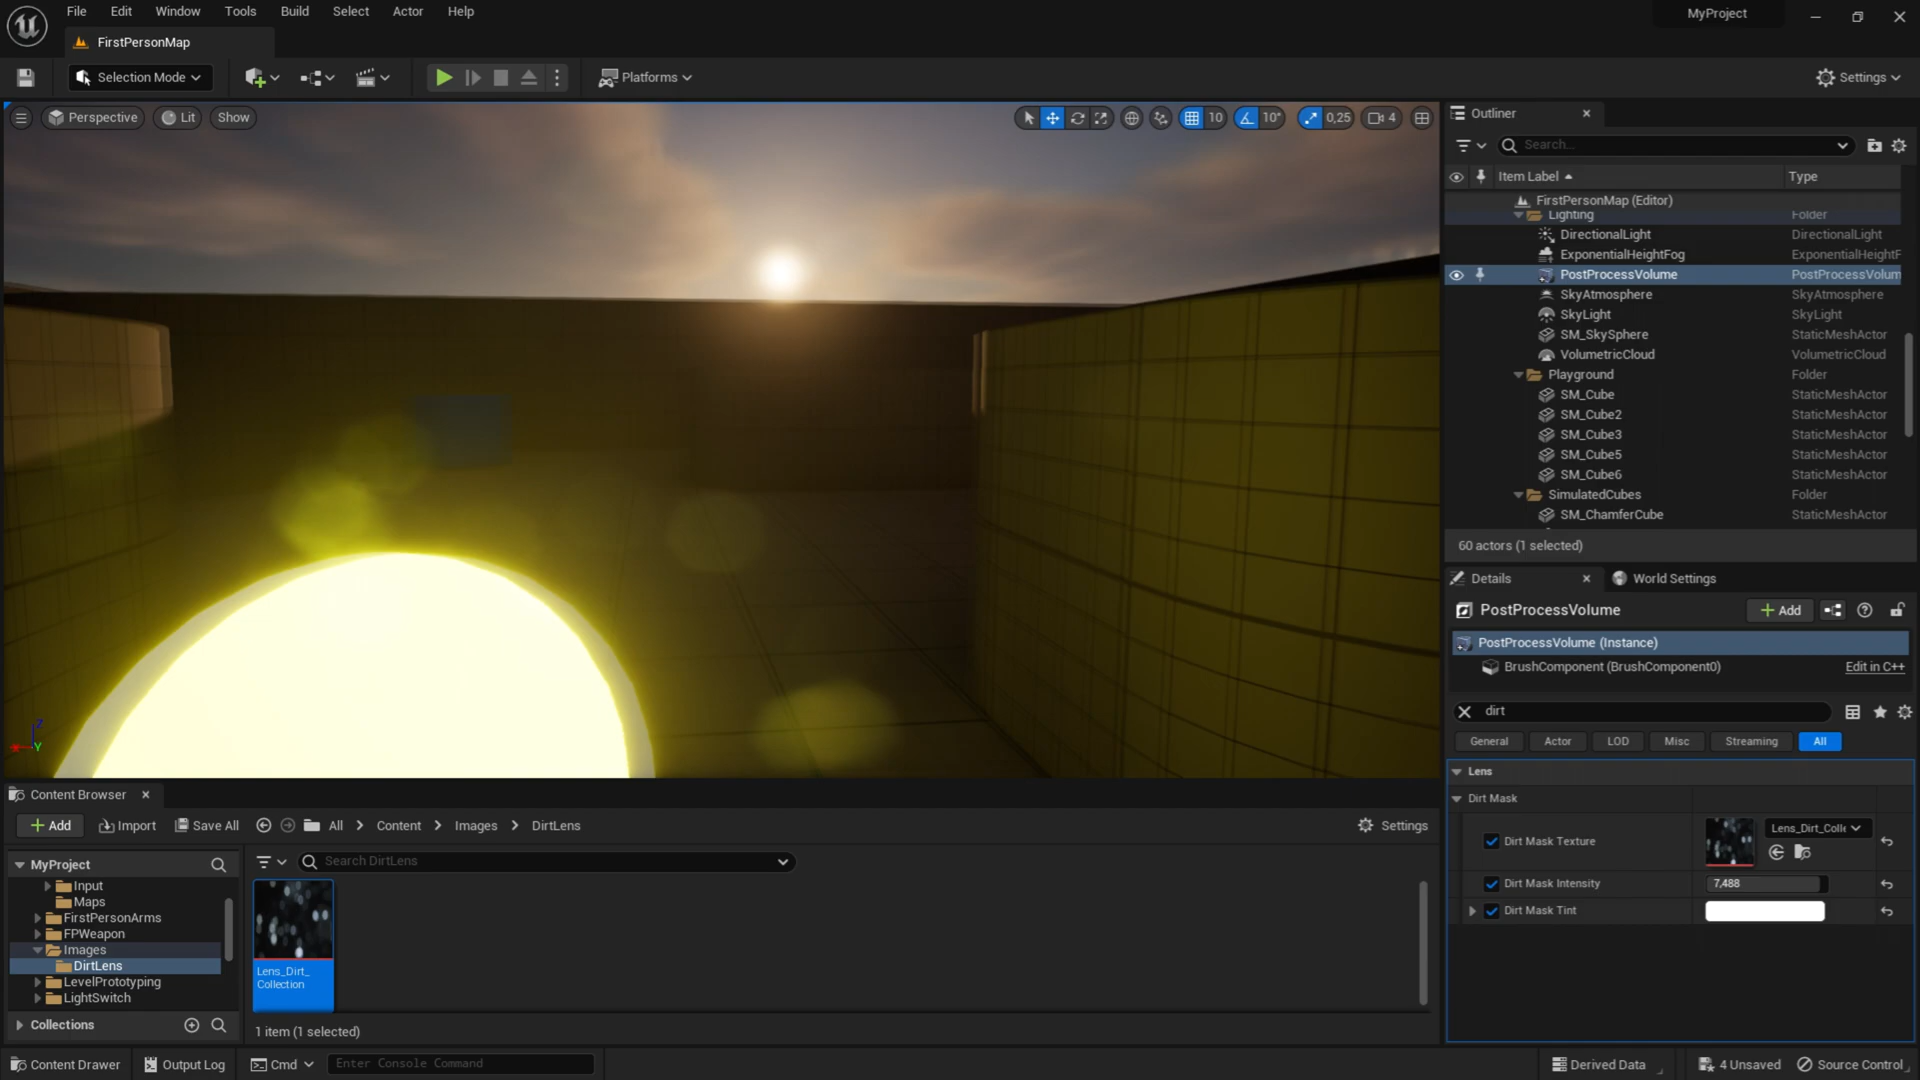 File Edit Window Tools Build Select Actor Help
MyProject
FirstPersonMap
Selection Mode
Platforms
Settings
Perspective Lit Show
10 10° 0,25 4
Outliner
Search...
Item Label Type
FirstPersonMap (Editor)
Lighting Folder
DirectionalLight DirectionalLight
ExponentialHeightFog ExponentialHeightF
PostProcessVolume PostProcessVolum
SkyAtmosphere SkyAtmosphere
SkyLight SkyLight
SM_SkySphere StaticMeshActor
VolumetricCloud VolumetricCloud
Playground Folder
SM_Cube StaticMeshActor
SM_Cube2 StaticMeshActor
SM_Cube3 StaticMeshActor
SM_Cube5 StaticMeshActor
SM_Cube6 StaticMeshActor
SimulatedCubes Folder
SM_ChamferCube StaticMeshActor
60 actors (1 selected)
Details World Settings
PostProcessVolume Add
PostProcessVolume (Instance)
BrushComponent (BrushComponent0) Edit in C++
dirt
General Actor LOD Misc Streaming All
Lens
Dirt Mask
Dirt Mask Texture Lens_Dirt_Colle
Dirt Mask Intensity 7,488
Dirt Mask Tint
Z
X Y
Content Browser
Add Import Save All All Content Images DirtLens Settings
MyProject
Search DirtLens
Input
Maps
FirstPersonArms
FPWeapon
Images
DirtLens
LevelPrototyping
LightSwitch
Collections
Lens_Dirt_
Collection
1 item (1 selected)
Content Drawer Output Log Cmd Enter Console Command Derived Data 4 Unsaved Source Control